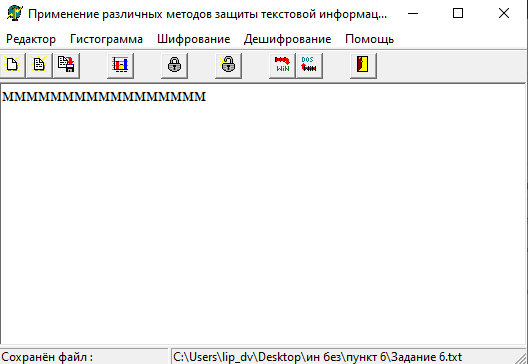 Применение различных методов защиты текстовой информац...
Редактор Гистограмма Шифрование Дешифрование Помощь
WiN DOS
МММММММММММММММММ
Сохранён файл : C:\Users\lip_dv\Desktop\ин без\пункт 6\Задание 6.txt